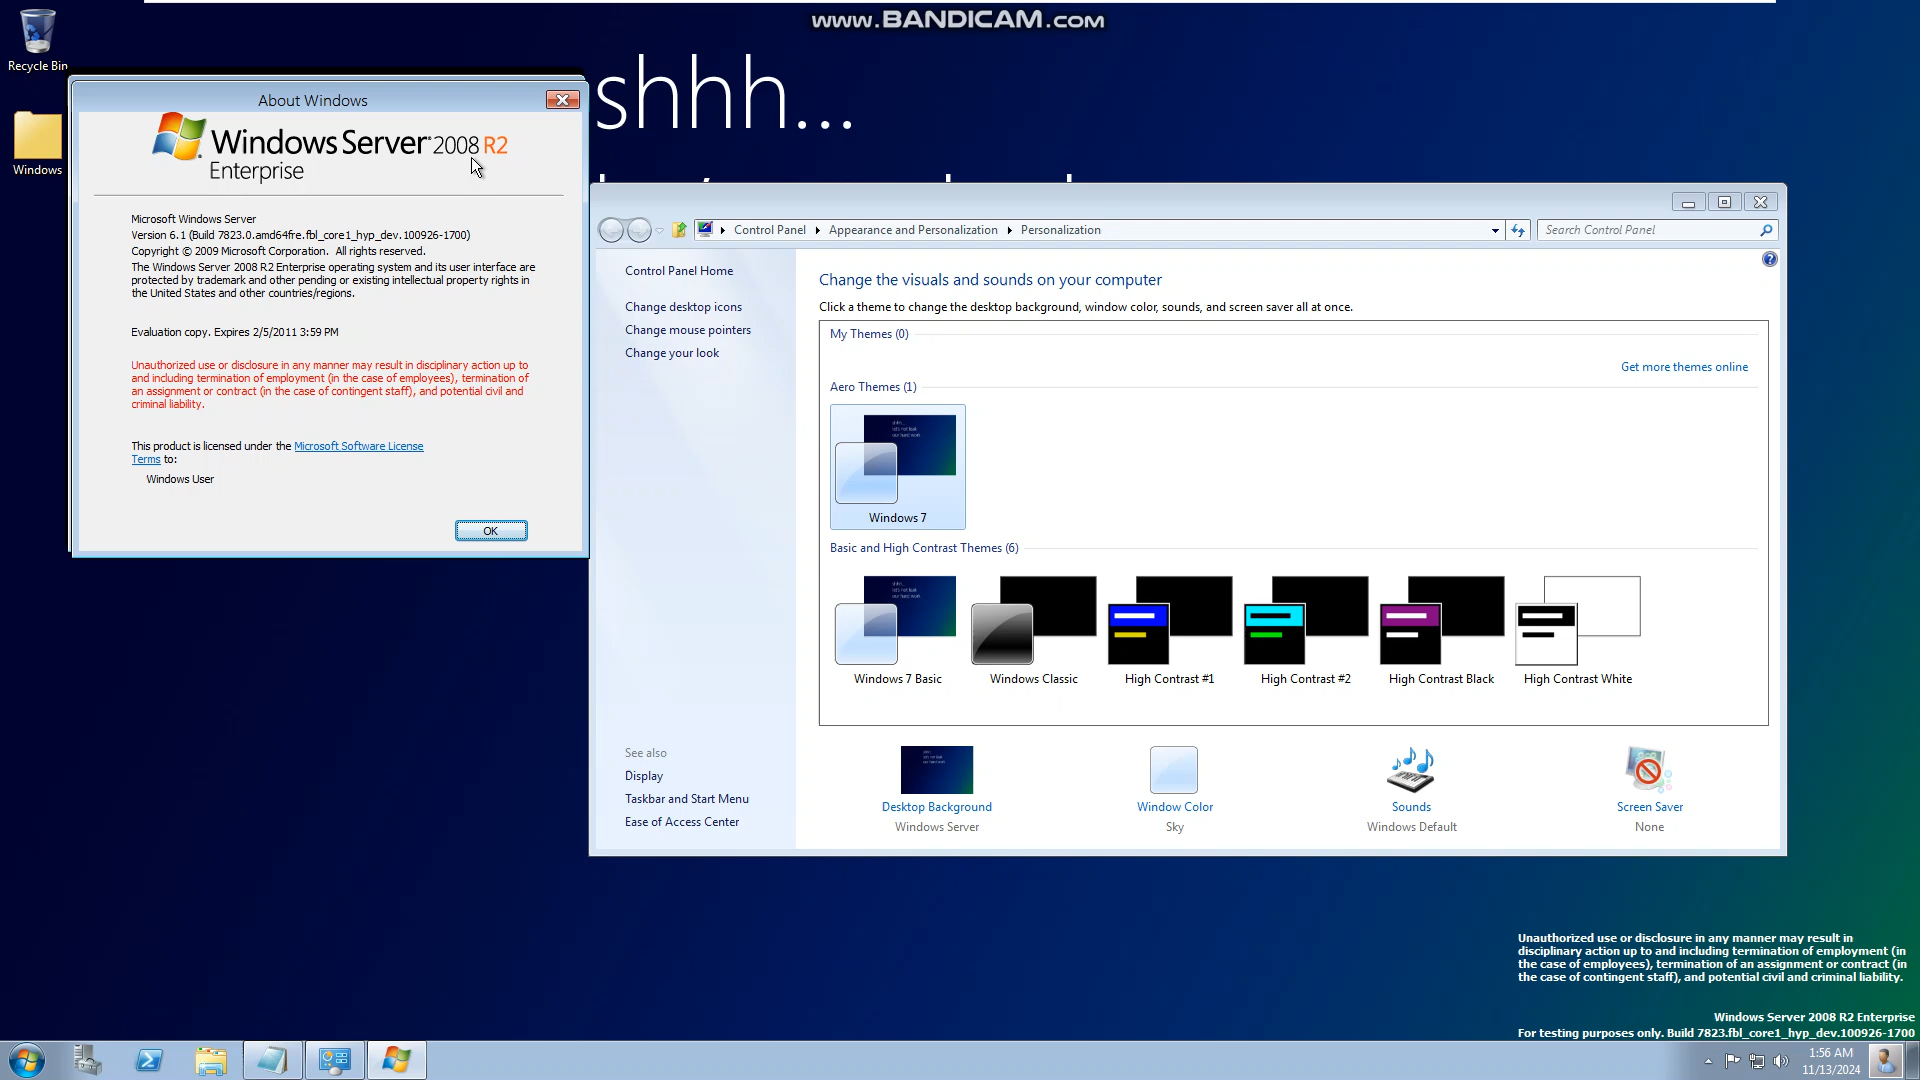 www.BANDICAM.com
Recycle Bin
Windows
shhh...
About Windows
Windows Server 2008 R2
Enterprise
Microsoft Windows Server
Version 6.1 (Build 7823.0.amd64fre.fbl_core1_hyp_dev.100926-1700)
Copyright © 2009 Microsoft Corporation. All rights reserved.
The Windows Server 2008 R2 Enterprise operating system and its user interface are
protected by trademark and other pending or existing intellectual property rights in
the United States and other countries/regions.
Evaluation copy. Expires 2/5/2011 3:59 PM
Unauthorized use or disclosure in any manner may result in disciplinary action up to
and including termination of employment (in the case of employees), termination of
an assignment or contract (in the case of contingent staff), and potential civil and
criminal liability.
This product is licensed under the Microsoft Software License
Terms to:
Windows User
OK
Control Panel
Appearance and Personalization
Personalization
Search Control Panel
Control Panel Home
Change desktop icons
Change mouse pointers
Change your look
See also
Display
Taskbar and Start Menu
Ease of Access Center
Change the visuals and sounds on your computer
Click a theme to change the desktop background, window color, sounds, and screen saver all at once.
My Themes (0)
Get more themes online
Aero Themes (1)
shhh...
let's not leak
our hard work
Windows 7
Basic and High Contrast Themes (6)
shhh...
let's not leak
our hard work
Windows 7 Basic
Windows Classic
High Contrast #1
High Contrast #2
High Contrast Black
High Contrast White
Desktop Background
Windows Server
Window Color
Sky
Sounds
Windows Default
Screen Saver
None
Unauthorized use or disclosure in any manner may result in
disciplinary action up to and including termination of employment (in
the case of employees), termination of an assignment or contract (in
the case of contingent staff), and potential civil and criminal liability.
Windows Server 2008 R2 Enterprise
For testing purposes only. Build 7823.fbl_core1_hyp_dev.100926-1700
1:56 AM
11/13/2024